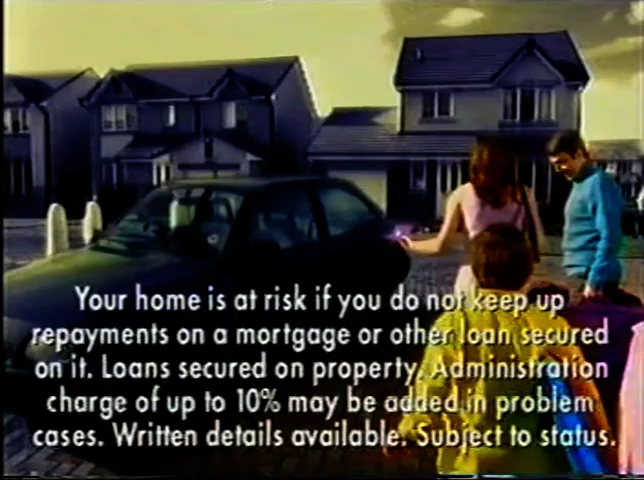 Your home is at risk if you do not keep up
repayments on a mortgage or other loan secured
on it. Loans secured on property. Administration
charge of up to 10% may be added in problem
cases. Written details available. Subject to status.